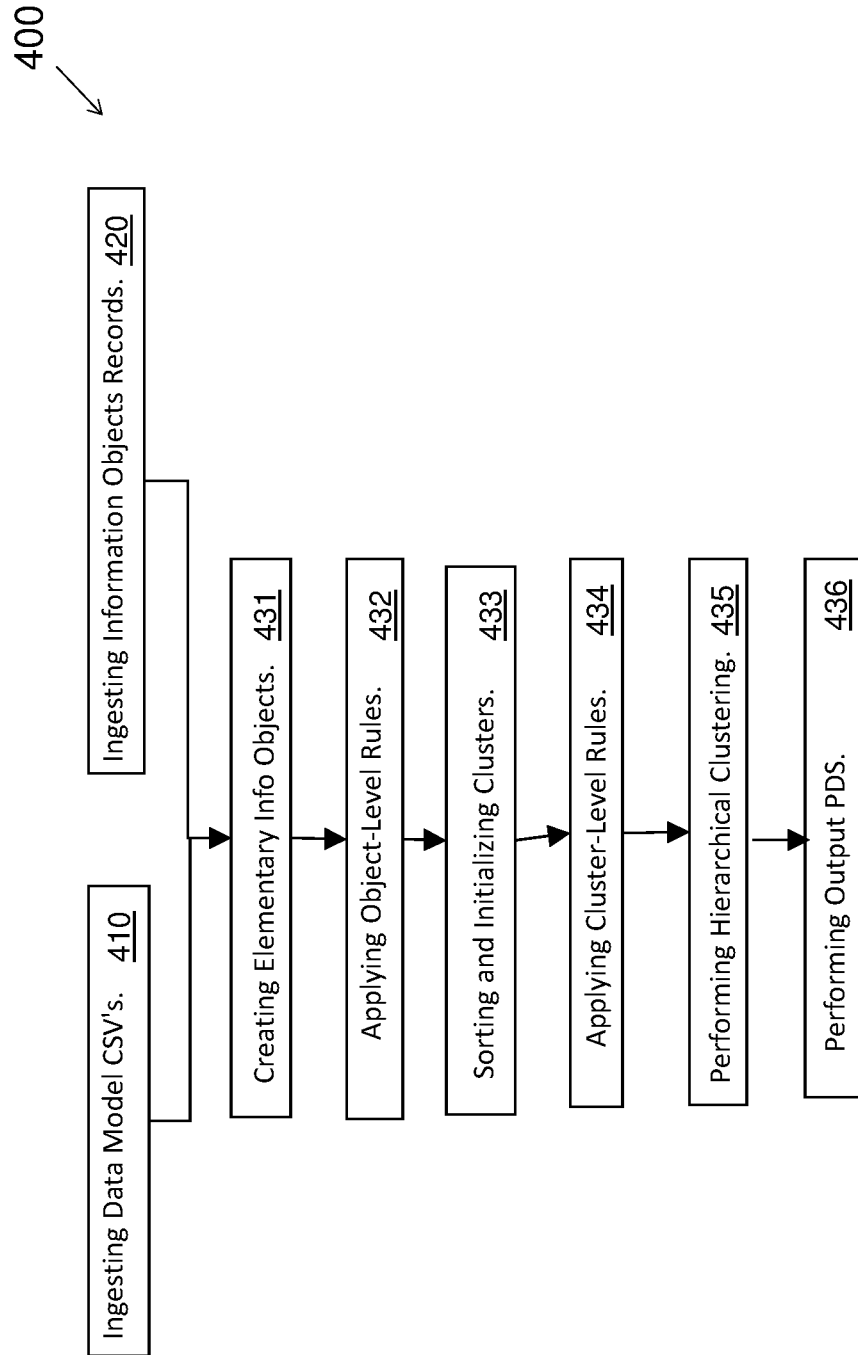 400
Ingesting Data Model CSV's. 410
Ingesting Information Objects Records. 420
Creating Elementary Info Objects. 431
Applying Object-Level Rules. 432
Sorting and Initializing Clusters. 433
Applying Cluster-Level Rules. 434
Performing Hierarchical Clustering. 435
Performing Output PDS. 436